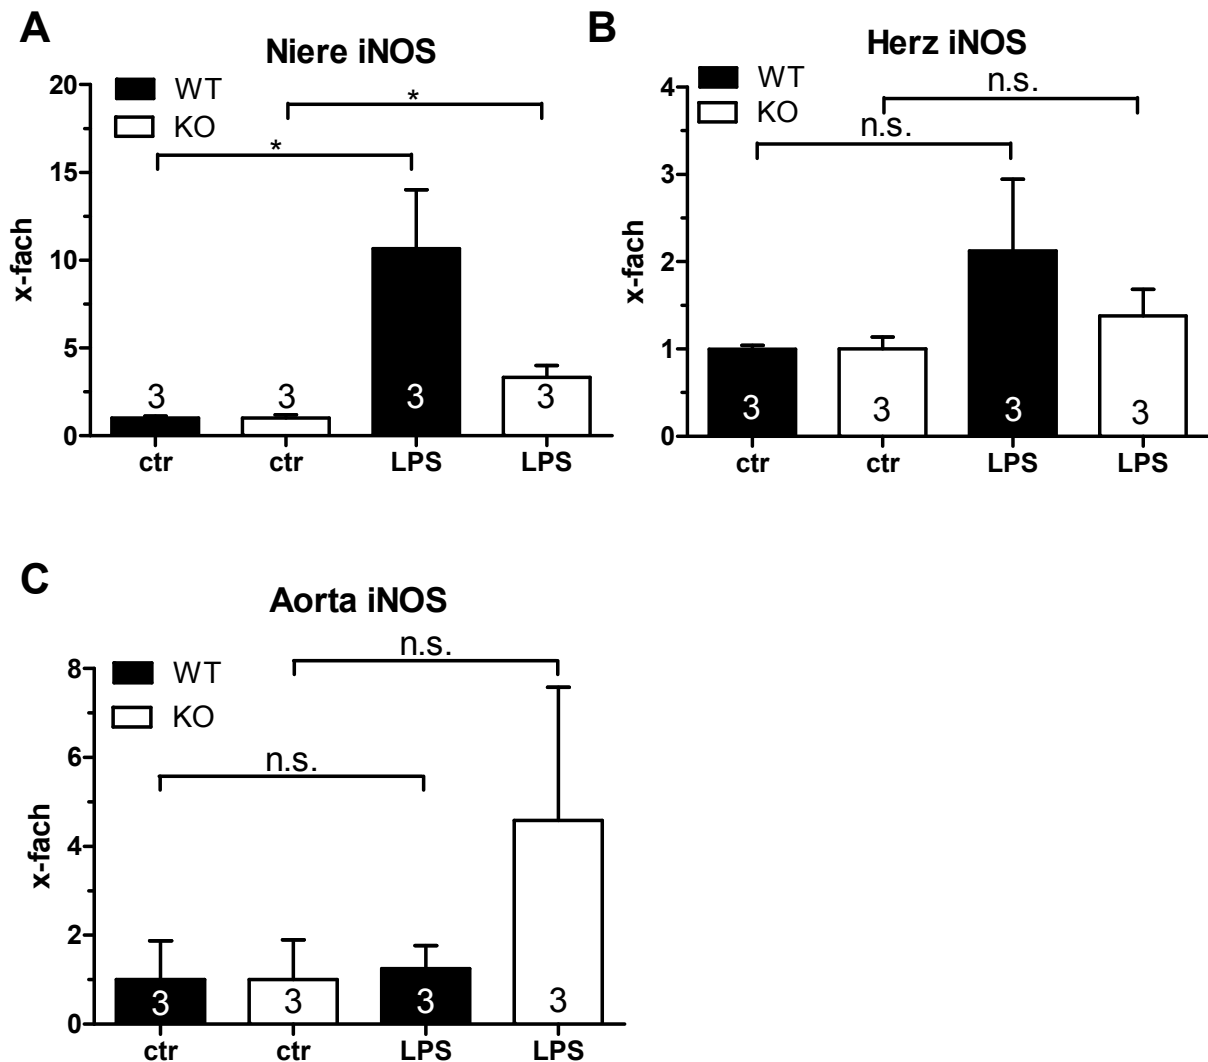 A
Niere iNOS
WT
KO
*
*
x-fach
20
15
10
5
0
3
3
3
3
ctr
ctr
LPS
LPS
B
Herz iNOS
WT
KO
n.s.
n.s.
x-fach
4
3
2
1
0
3
3
3
3
ctr
ctr
LPS
LPS
C
Aorta iNOS
WT
KO
n.s.
n.s.
x-fach
8
6
4
2
0
3
3
3
3
ctr
ctr
LPS
LPS